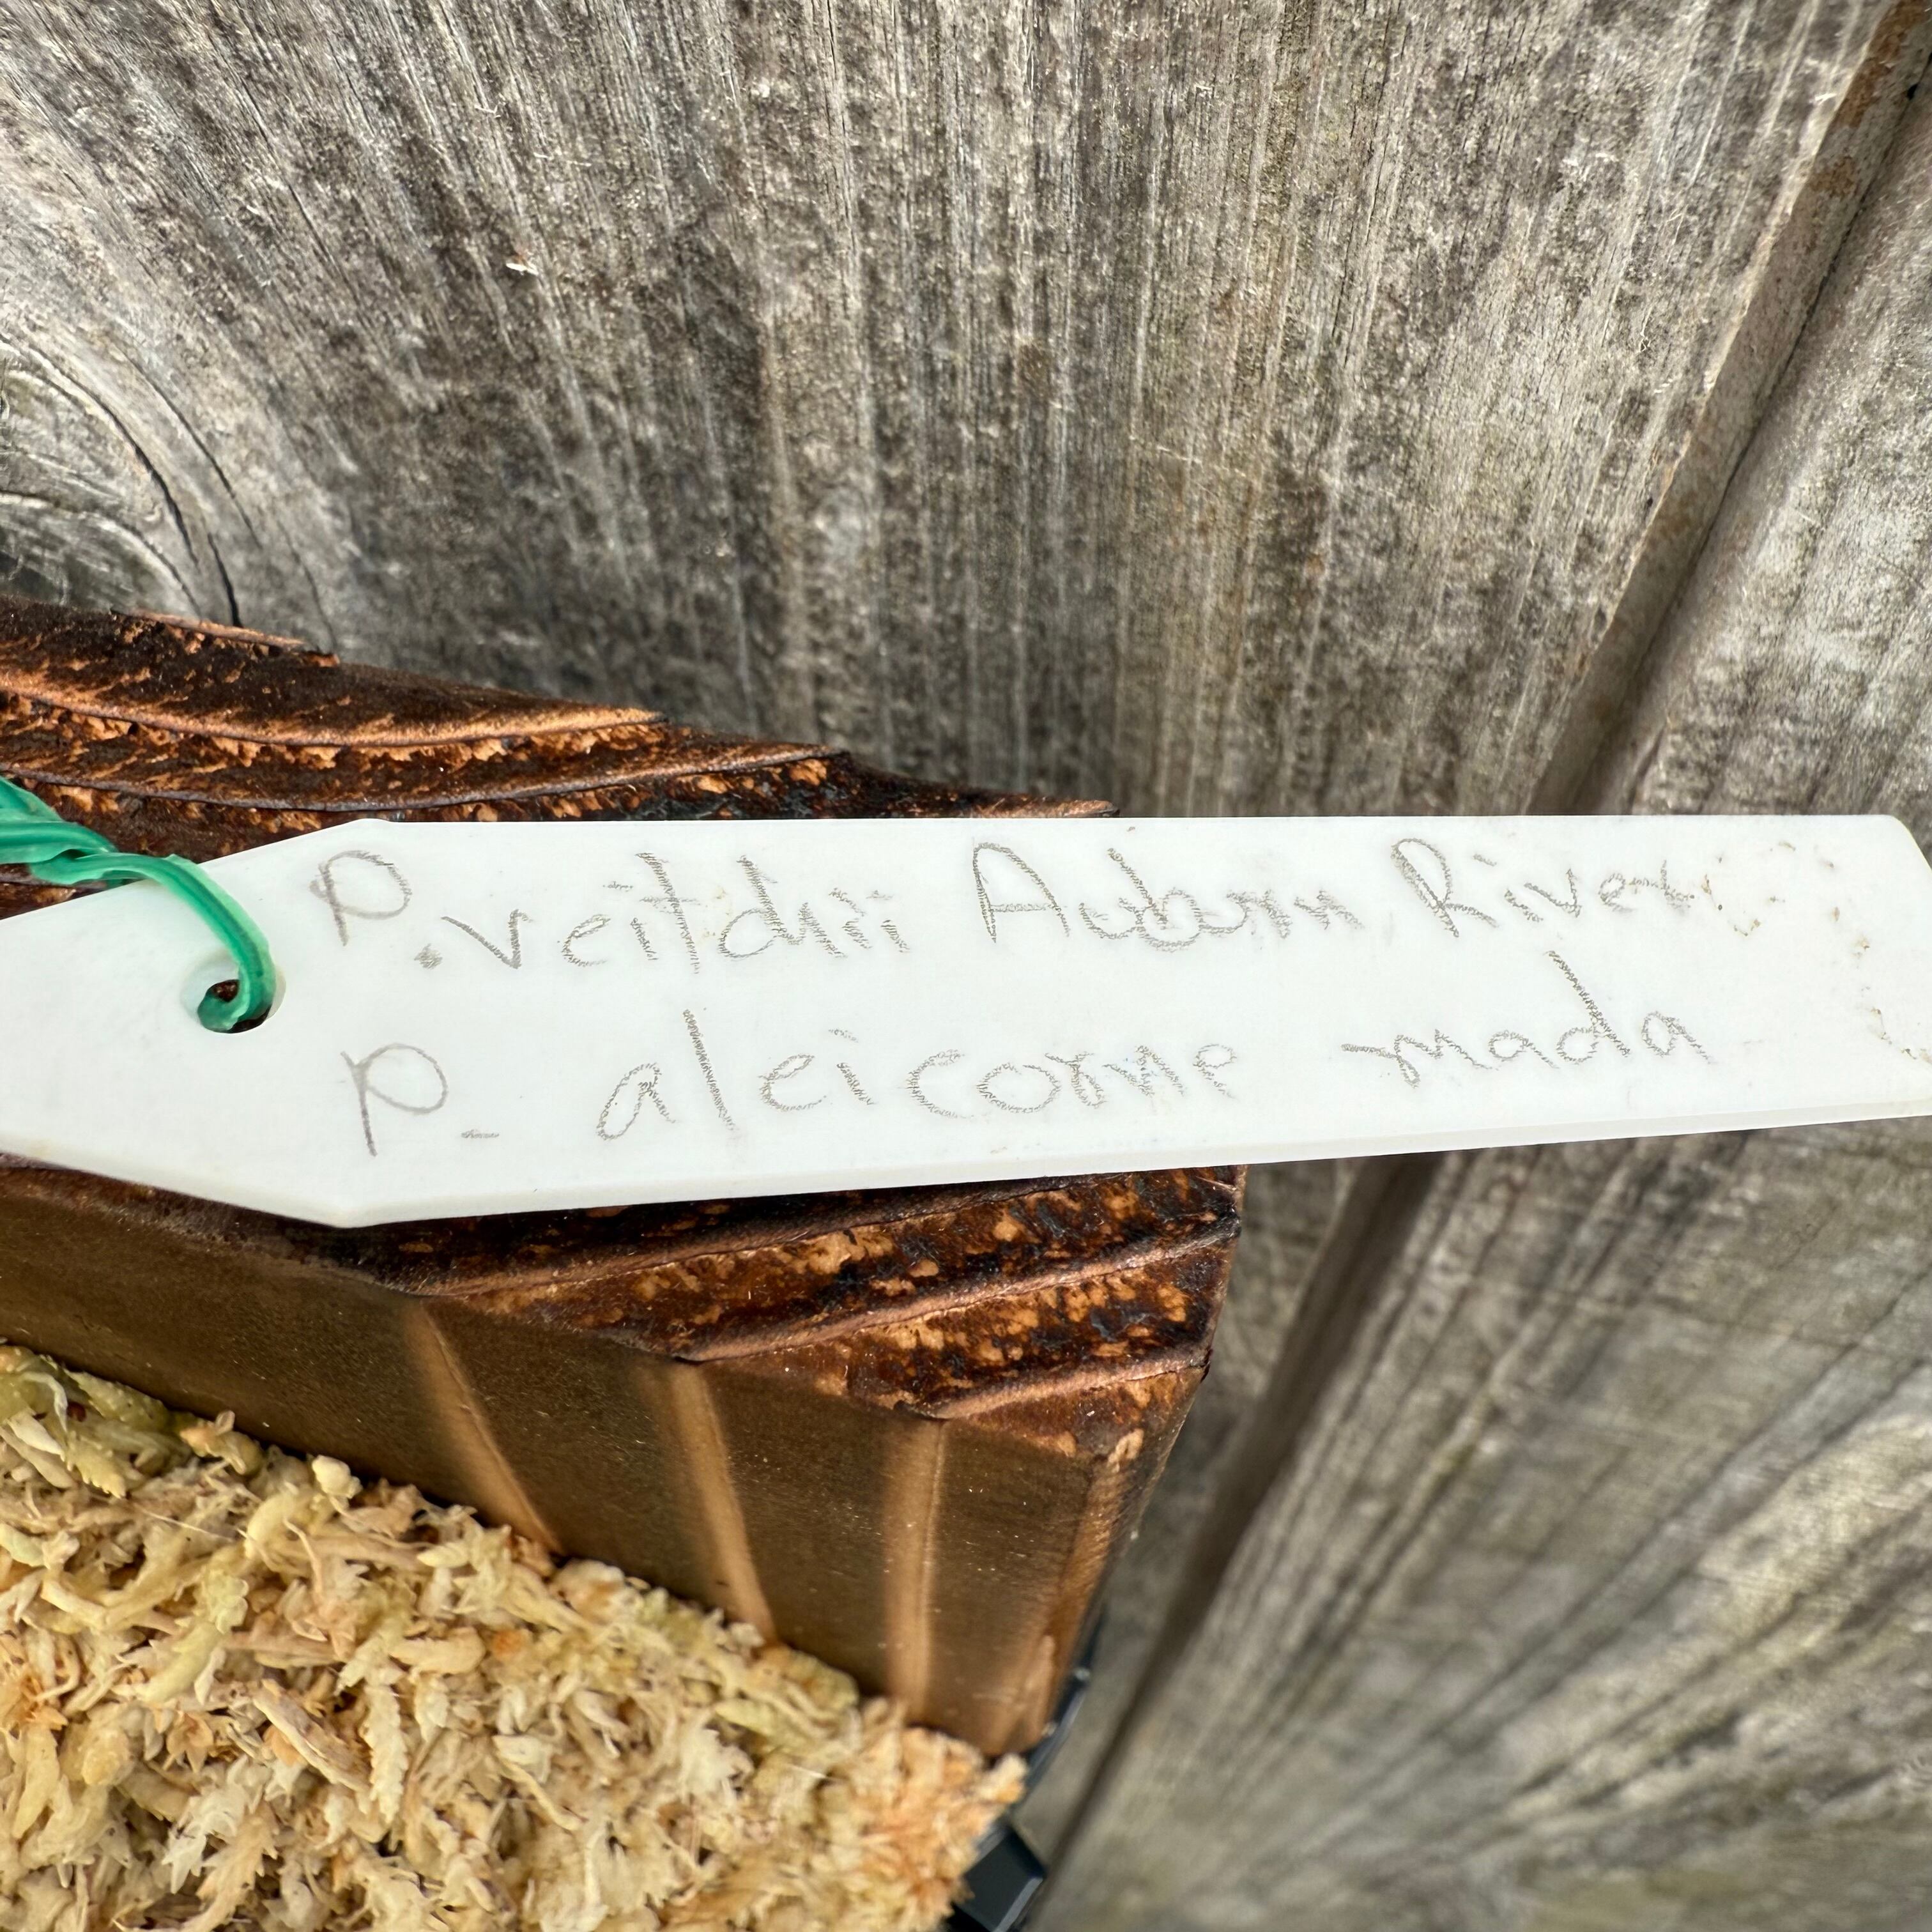 P. veitchii Auburn River
P. alcicorne mada